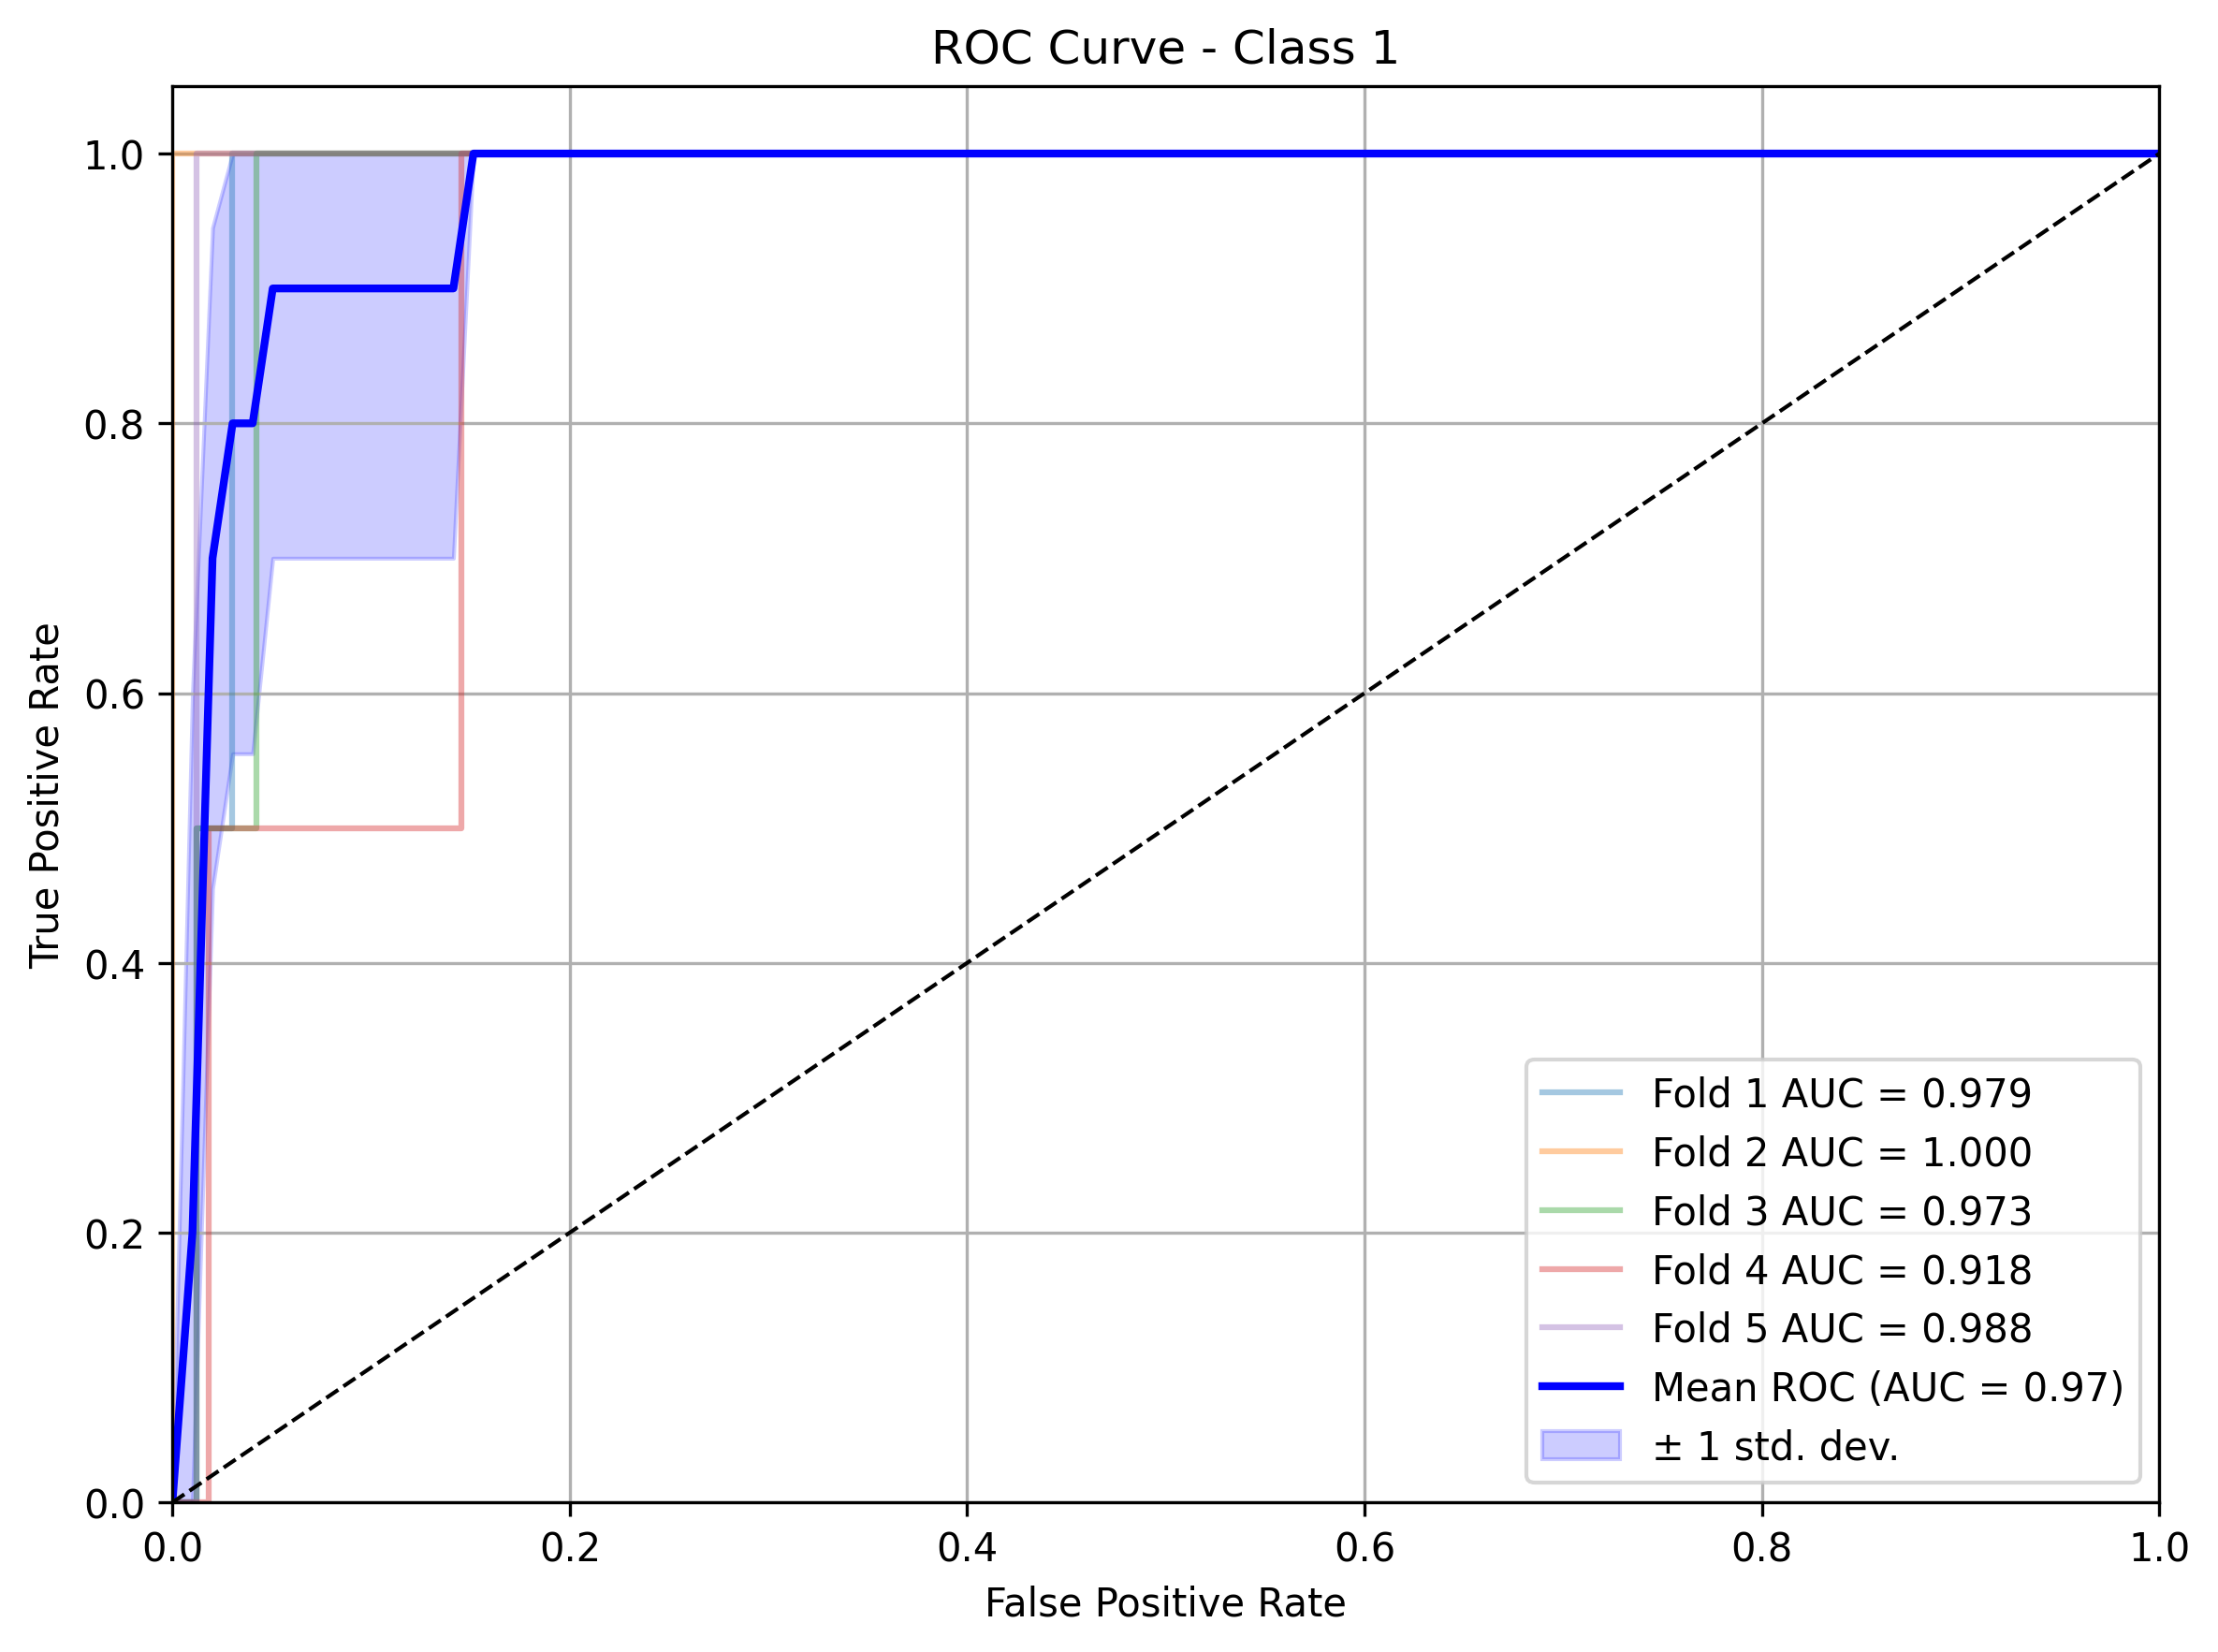 ROC Curve - Class 1
True Positive Rate
1.0
0.8
0.6
0.4
0.2
0.0
0.0 0.2 0.4 0.6 0.8 1.0
False Positive Rate
Fold 1 AUC = 0.979
Fold 2 AUC = 1.000
Fold 3 AUC = 0.973
Fold 4 AUC = 0.918
Fold 5 AUC = 0.988
Mean ROC (AUC = 0.97)
± 1 std. dev.